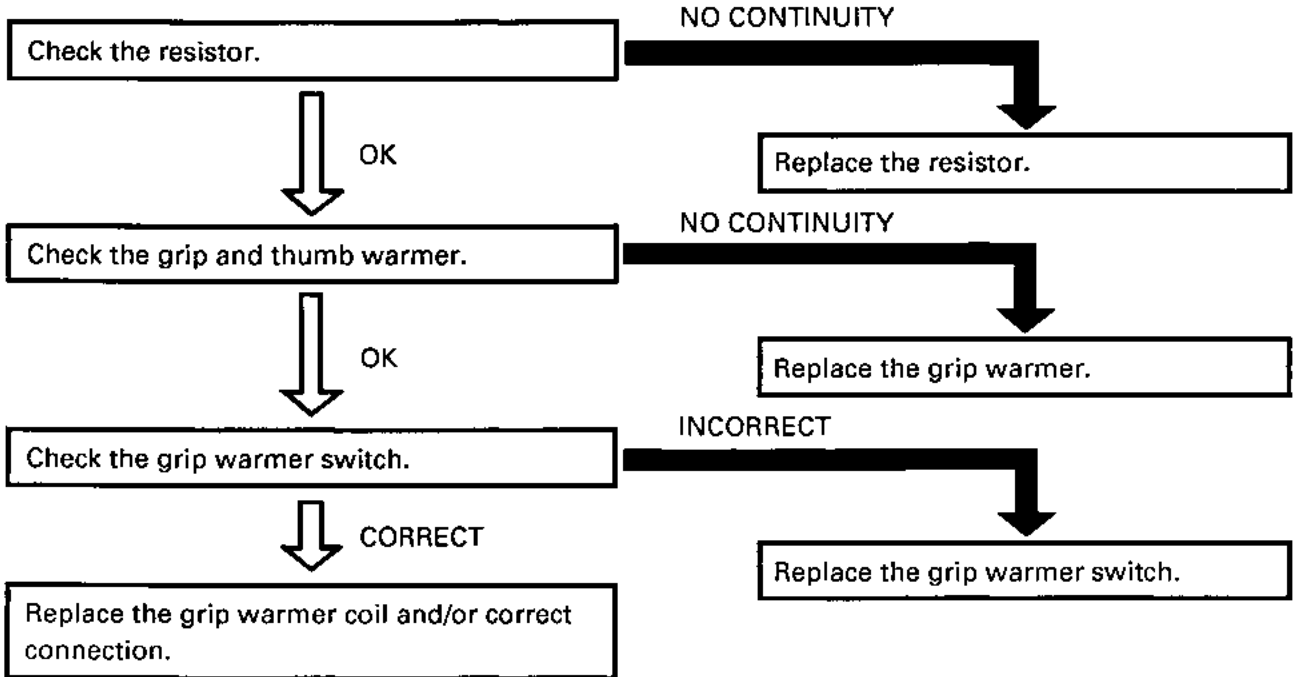 NO CONTINUITY
Check the resistor.
OK
Replace the resistor.
NO CONTINUITY
Check the grip and thumb warmer.
OK
Replace the grip warmer.
INCORRECT
Check the grip warmer switch.
CORRECT
Replace the grip warmer switch.
Replace the grip warmer coil and/or correct
connection.